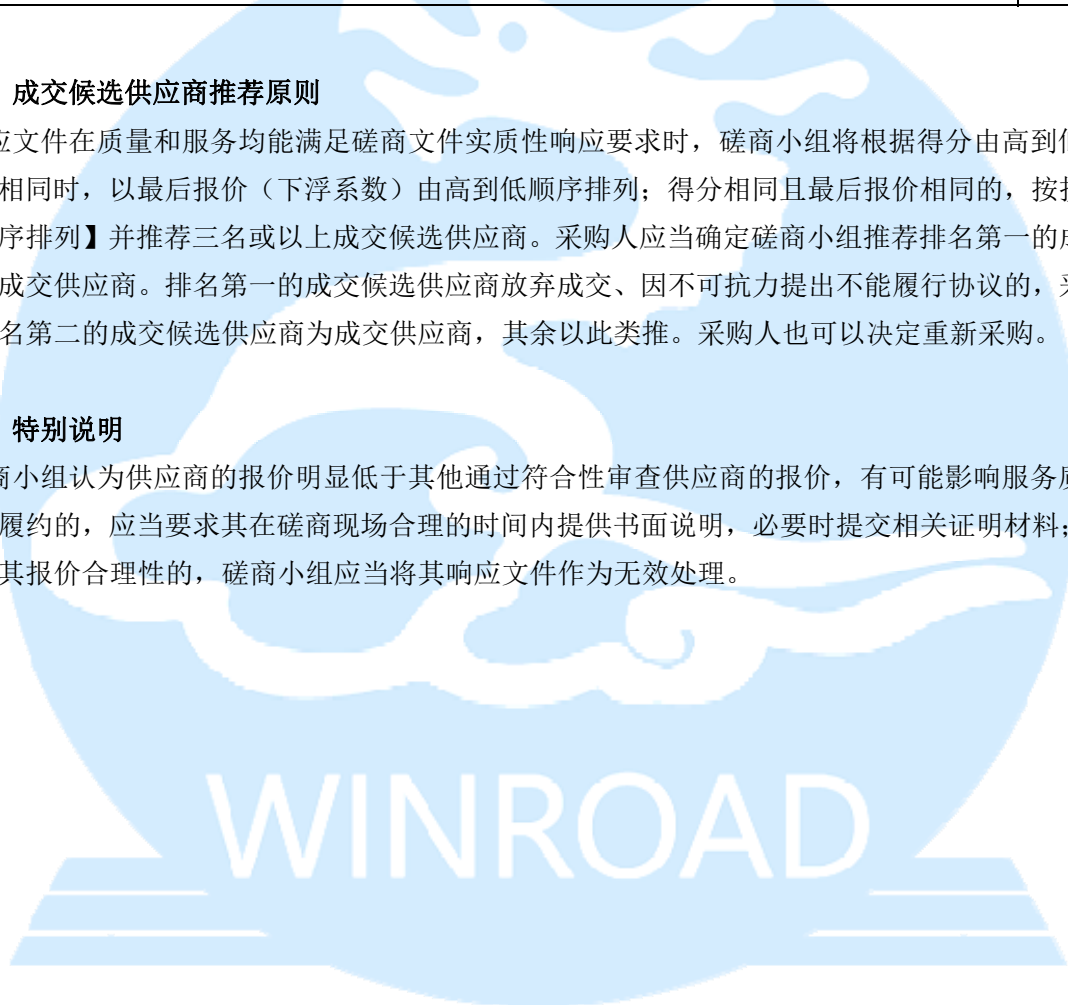 成交候选供应商推荐原则
应文件在质量和服务均能满足磋商文件实质性响应要求时，磋商小组将根据得分由高到低
相同时，以最后报价（下浮系数）由高到低顺序排列；得分相同且最后报价相同的，按
序排列】并推荐三名或以上成交候选供应商。采购人应当确定磋商小组推荐排名第一的成
成交供应商。排名第一的成交候选供应商放弃成交、因不可抗力提出不能履行协议的，采
名第二的成交候选供应商为成交供应商，其余以此类推。采购人也可以决定重新采购。
特别说明
商小组认为供应商的报价明显低于其他通过符合性审查供应商的报价，有可能影响服务质
履约的，应当要求其在磋商现场合理的时间内提供书面说明，必要时提交相关证明材料；
其报价合理性的，磋商小组应当将其响应文件作为无效处理。
WINROAD